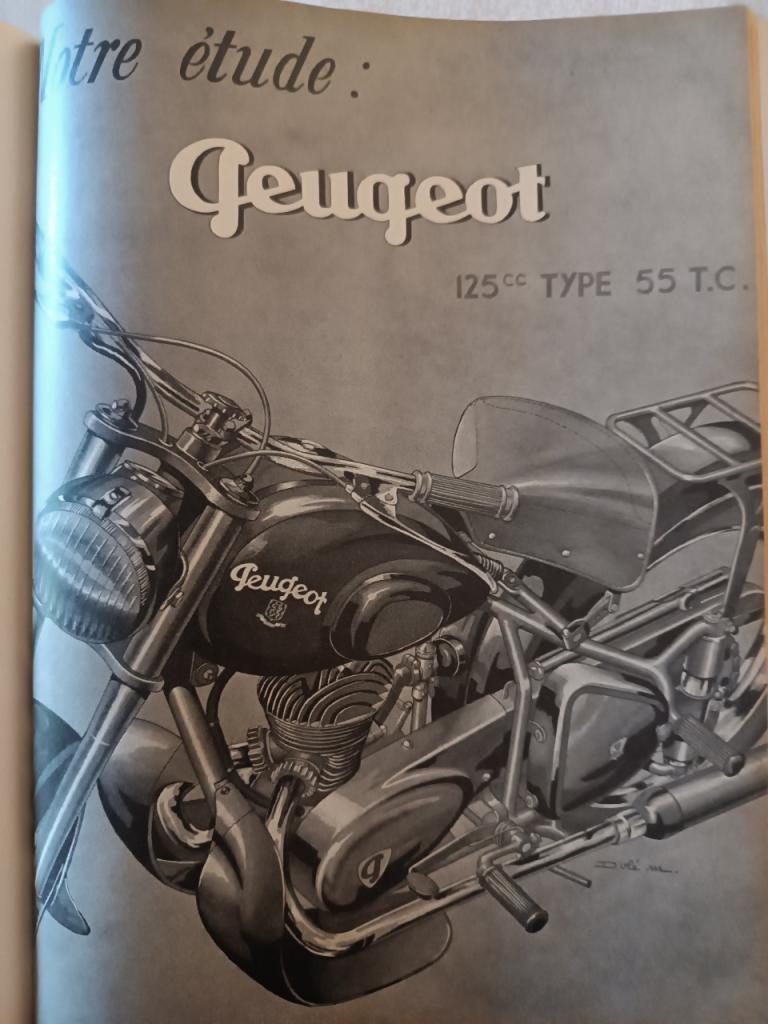 Notre étude :
Peugeot
125cc TYPE 55 T.C.
Peugeot